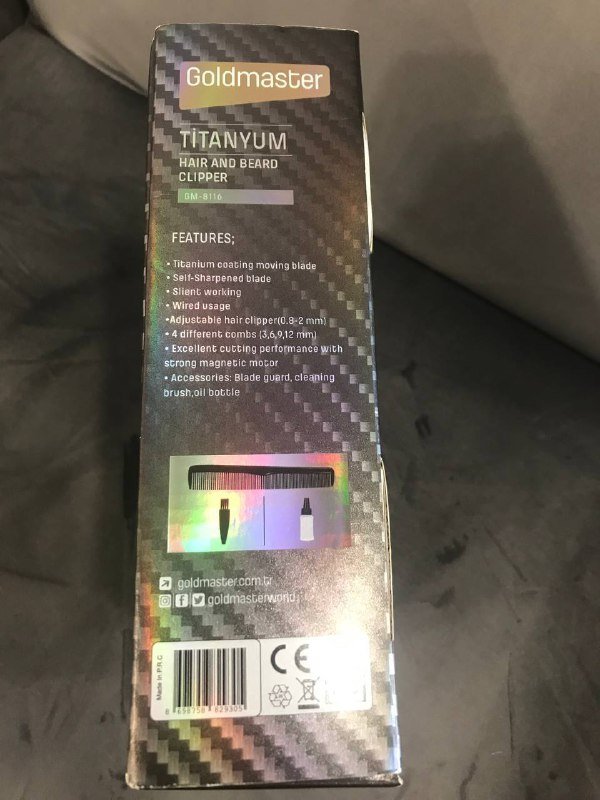 Goldmaster
TİTANYUM
HAIR AND BEARD
CLIPPER
GM-8116
FEATURES;
• Titanium coating moving blade
• Self-Sharpened blade
• Silent working
• Wired usage
•Adjustable hair clipper(0.8-2 mm)
• 4 different combs (3,6,9,12 mm)
• Excellent cutting performance with
strong magnetic motor
• Accessories: Blade guard, cleaning
brush,oil bottle
goldmaster.com.tr
goldmasterworld
Made in P.R.C
8 698758 829305
CE